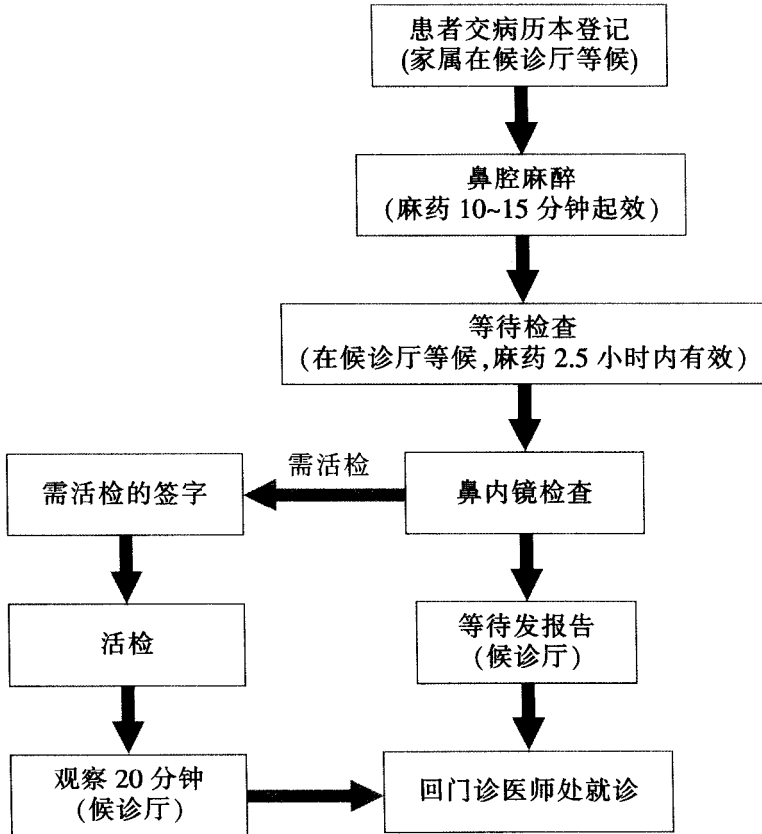 患者交病历本登记
(家属在候诊厅等候)
鼻腔麻醉
(麻药 10~15 分钟起效)
等待检查
(在候诊厅等候,麻药 2.5 小时内有效)
需活检
需活检的签字
鼻内镜检查
活检
等待发报告
(候诊厅)
观察 20 分钟
(候诊厅)
回门诊医师处就诊